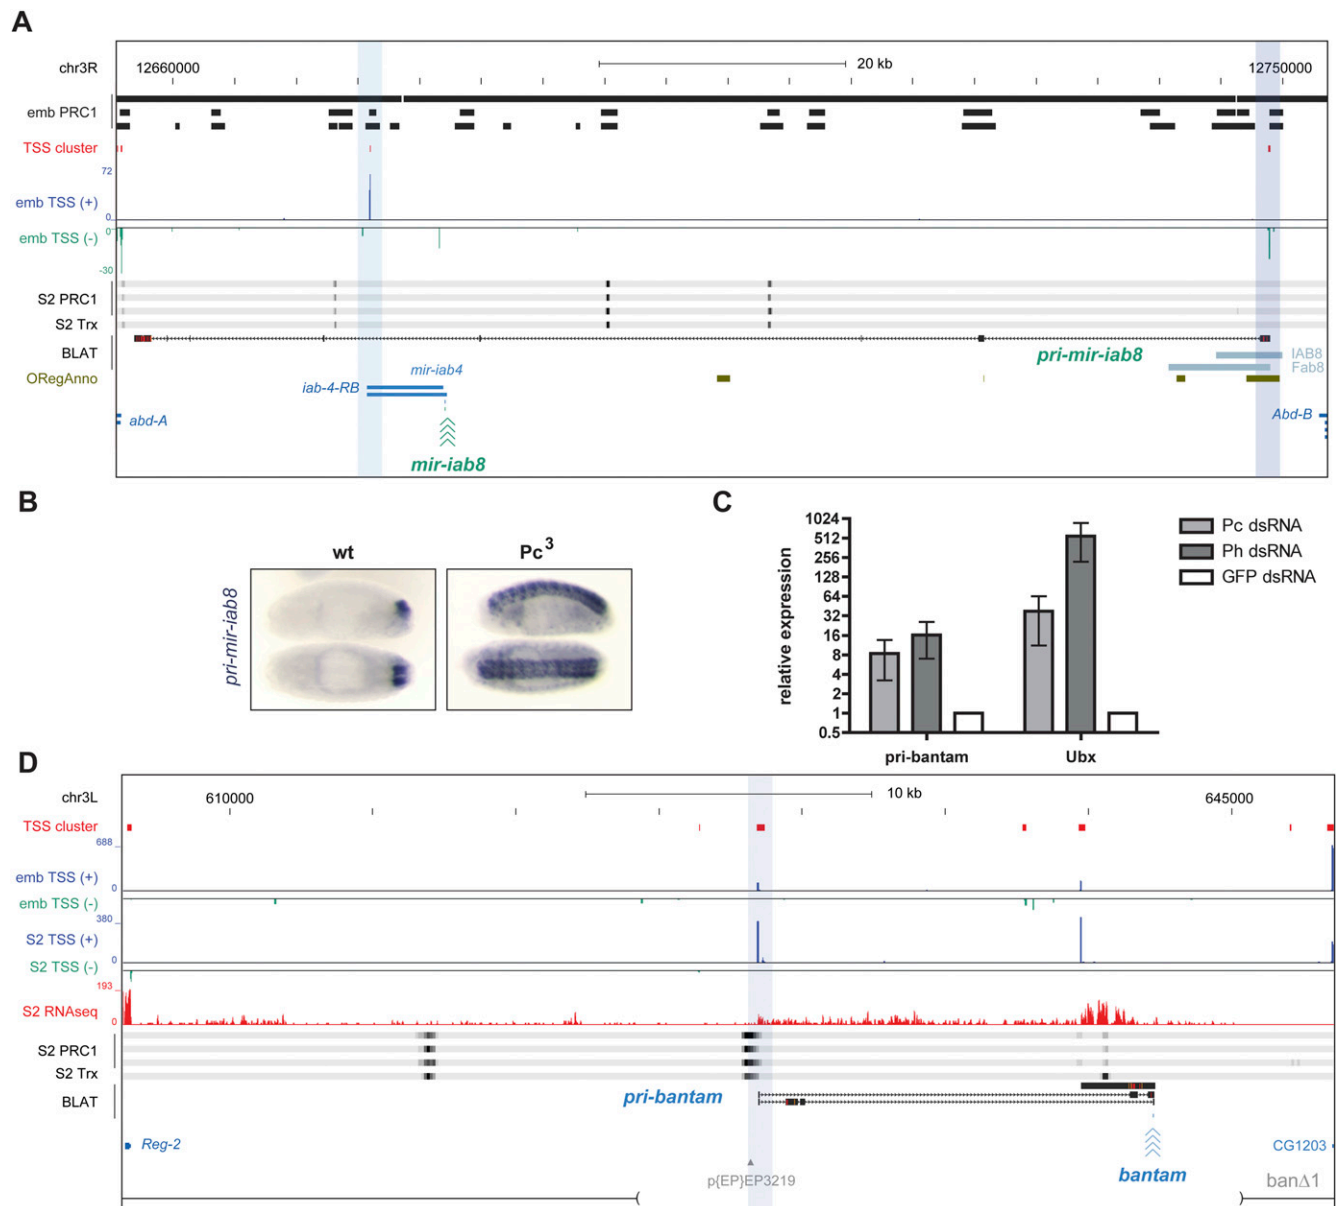 A
chr3R 12660000 20 kb 12750000
emb PRC1
TSS cluster
72
emb TSS (+)
0
emb TSS (-) 0
-30
S2 PRC1
S2 Trx
BLAT pri-mir-iab8 IAB8
Fab8
ORegAnno mir-iab4
iab-4-RB
abd-A Abd-B
mir-iab8
B
wt Pc3
pri-mir-iab8
C
relative expression
1024
512
256
128
64
32
16
8
4
2
1
0.5
pri-bantam Ubx
Pc dsRNA
Ph dsRNA
GFP dsRNA
D
chr3L 610000 10 kb 645000
TSS cluster
688
emb TSS (+)
0
emb TSS (-)
380
S2 TSS (+)
0
S2 TSS (-)
193
S2 RNAseq
0
S2 PRC1
S2 Trx
BLAT pri-bantam
Reg-2 CG1203
bantam
p{EP}EP3219 banΔ1